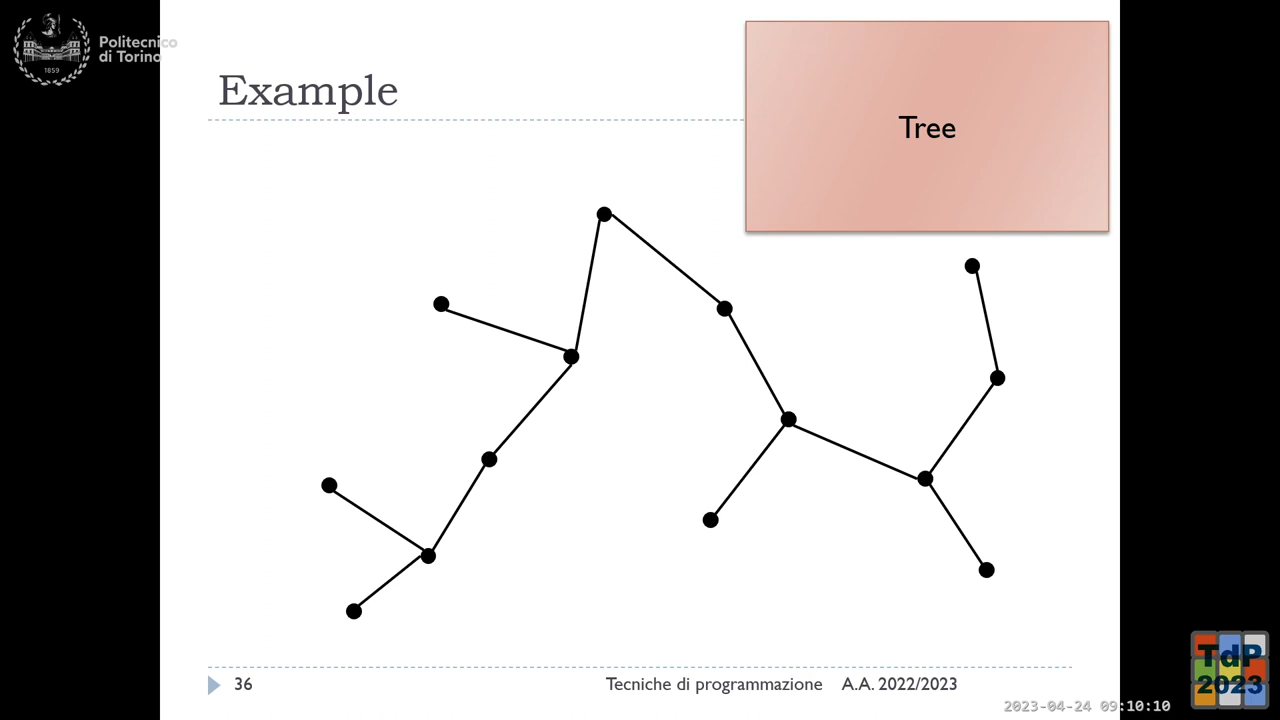 Politecnico
di Torino
1859
Example
Tree
36
Tecniche di programmazione A.A. 2022/2023
2023-04-24 09:10:10
TdP
2023